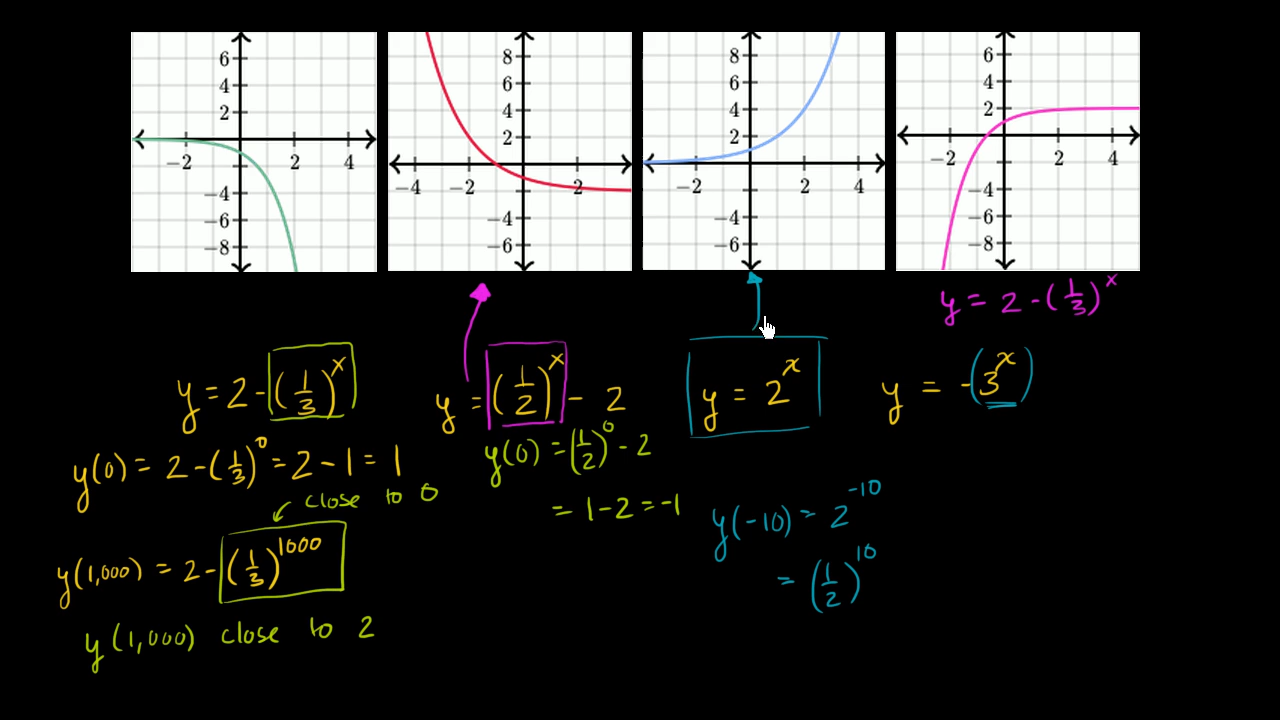 6 4 2 −2 2 4 −4 −6 −8
8 6 4 2 −4 −2 2 −4 −6
8 6 4 2 −2 2 4 −4 −6
6 4 2 −2 2 4 −4 −6 −8
y = 2 - (1/3)^x
y = 2 - (1/3)^x
y = (1/2)^x - 2
y = 2^x
y = -(3^x)
y(0) = 2 - (1/3)^0 = 2 - 1 = 1
close to 0
y(1,000) = 2 - (1/3)^1000
y(1,000) close to 2
y(0) = (1/2)^0 - 2
= 1 - 2 = -1
y(-10) = 2^-10
= (1/2)^10